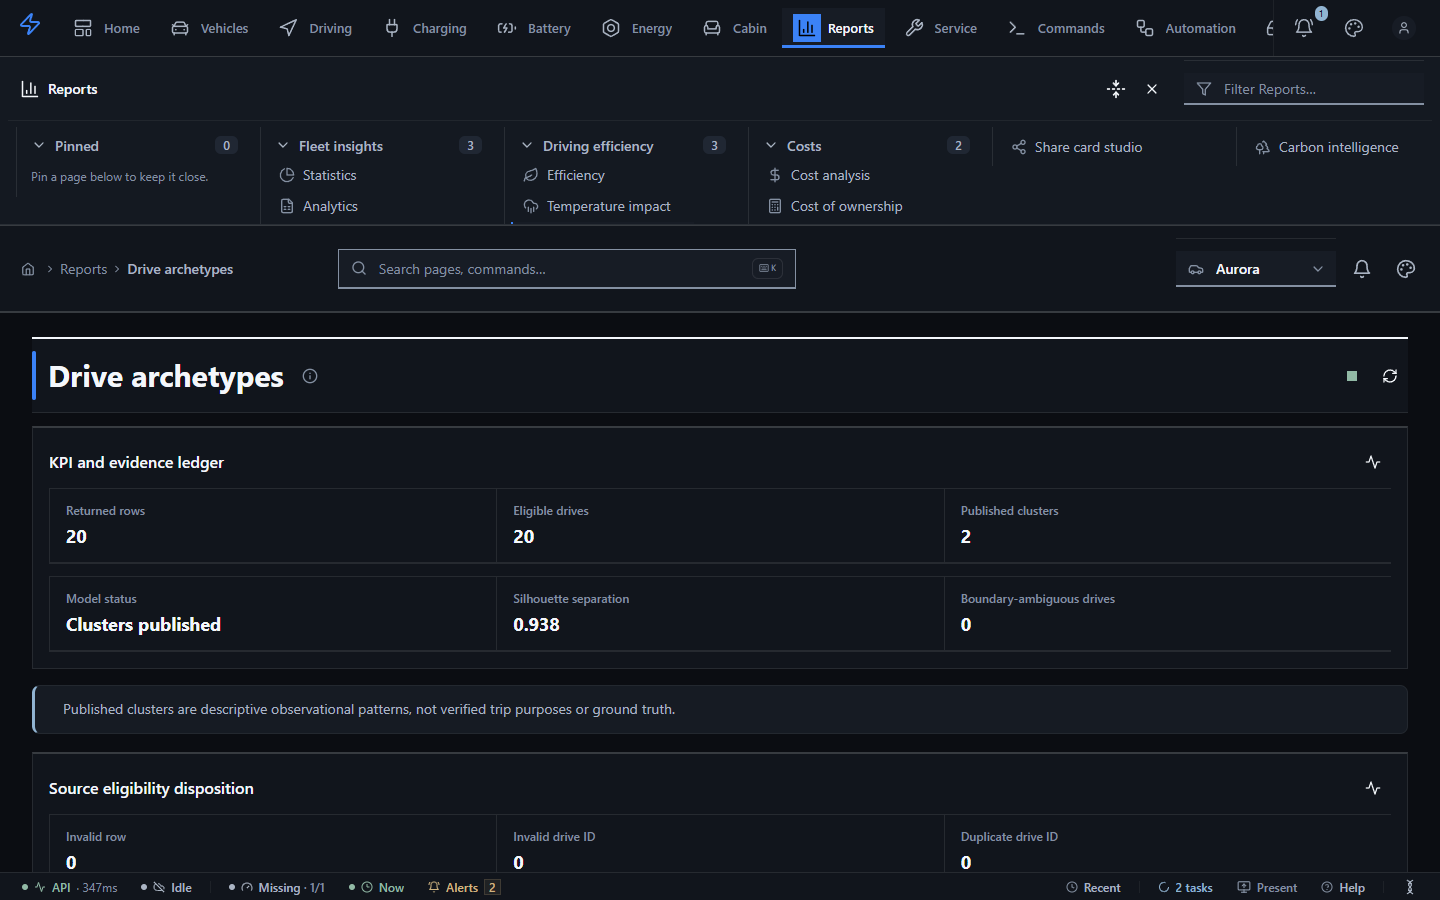 Home Vehicles Driving Charging Battery Energy Cabin Reports Service Commands Automation 1
Reports Filter Reports...
Pinned 0 Fleet insights 3 Driving efficiency 3 Costs 2 Share card studio Carbon intelligence
Pin a page below to keep it close. Statistics Efficiency Cost analysis
Analytics Temperature impact Cost of ownership
Reports Drive archetypes Search pages, commands... K Aurora
Drive archetypes
KPI and evidence ledger
Returned rows Eligible drives Published clusters
20 20 2
Model status Silhouette separation Boundary-ambiguous drives
Clusters published 0.938 0
Published clusters are descriptive observational patterns, not verified trip purposes or ground truth.
Source eligibility disposition
Invalid row Invalid drive ID Duplicate drive ID
0 0 0
API · 347ms Idle Missing · 1/1 Now Alerts 2 Recent 2 tasks Present Help